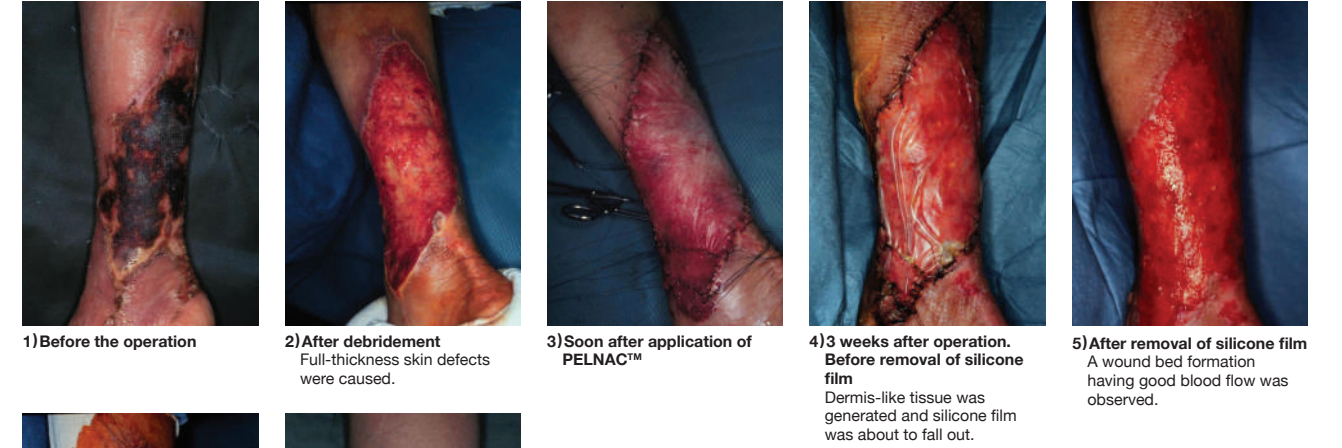 1)Before the operation
2)After debridement
Full-thickness skin defects
were caused.
3)Soon after application of
PELNAC™
4)3 weeks after operation.
Before removal of silicone
film
Dermis-like tissue was
generated and silicone film
was about to fall out.
5)After removal of silicone film
A wound bed formation
having good blood flow was
observed.